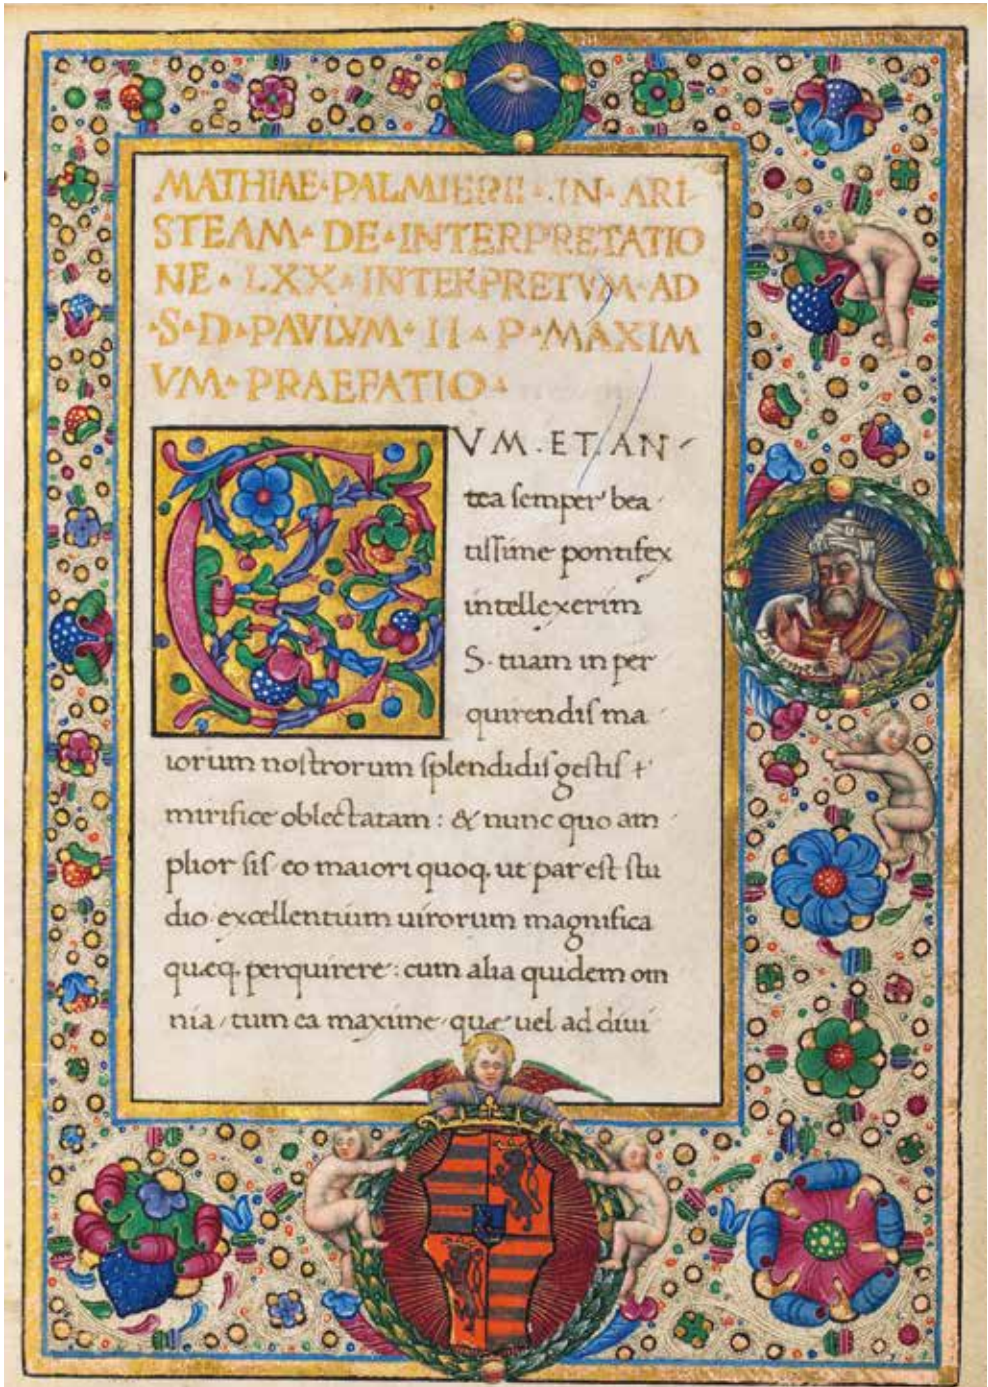 MATHIAE · PALMIERII · IN · ARI-
STEAM · DE · INTERPRETATIO
NE · LXX · INTERPRETVM · AD
· S · D · PAVLVM · II · P · MAXIM
VM · PRAEFATIO ·
CVM . ET . AN-
tea semper bea-
tissime pontifex
intellexerim
S. tuam in per-
quirendis ma-
iorum nostrorum splendidis gestis +
mirifice oblectatam : & nunc quo am-
plior sis eo maiori quoq. ut par est stu
dio excellentium uirorum magnifica
quæq. perquirere : cum alia quidem om
nia / tum ea maxime quæ uel ad diui